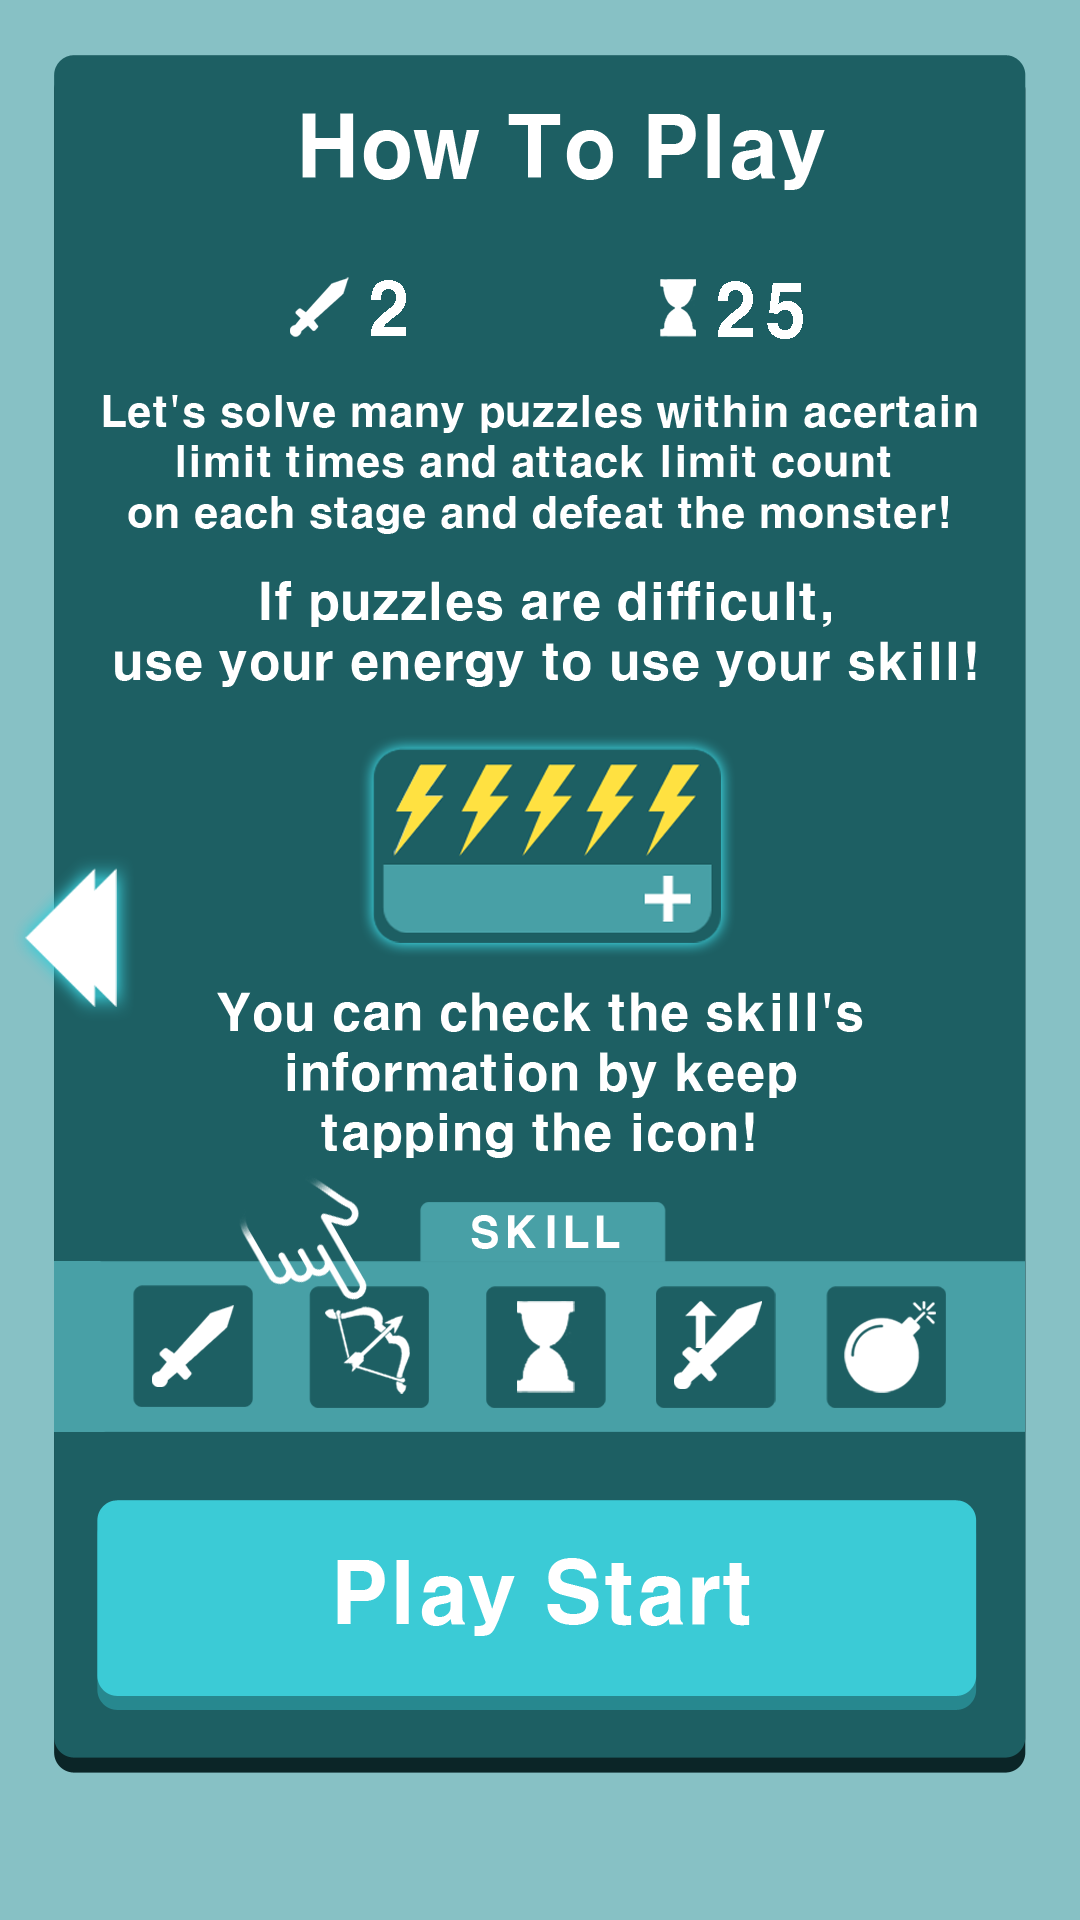 How To Play
2 25
Let's solve many puzzles within acertain
limit times and attack limit count
on each stage and defeat the monster!
If puzzles are difficult,
use your energy to use your skill!
+
You can check the skill's
information by keep
tapping the icon!
SKILL
Play Start